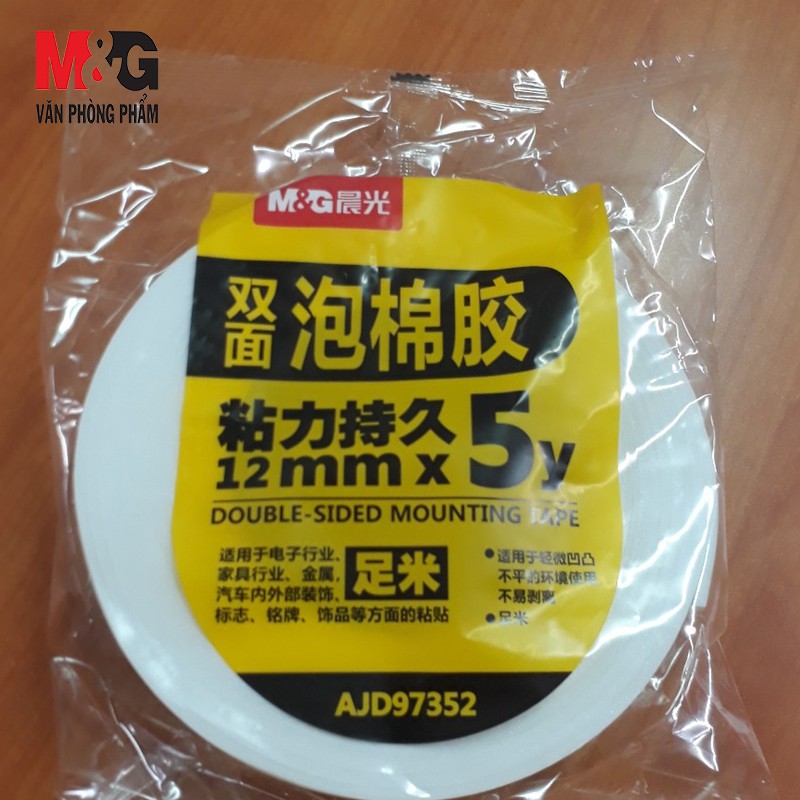 M&G
VĂN PHÒNG PHẨM
M&G晨光
双面
泡棉胶
粘力持久
12mm x 5y
DOUBLE-SIDED MOUNTING TAPE
适用于电子行业、
家具行业、金属,
汽车内外部装饰、
标志、铭牌、饰品等方面的粘贴
足米
●适用于轻微凹凸
不平的环境使用
不易剥离
●足米
AJD97352